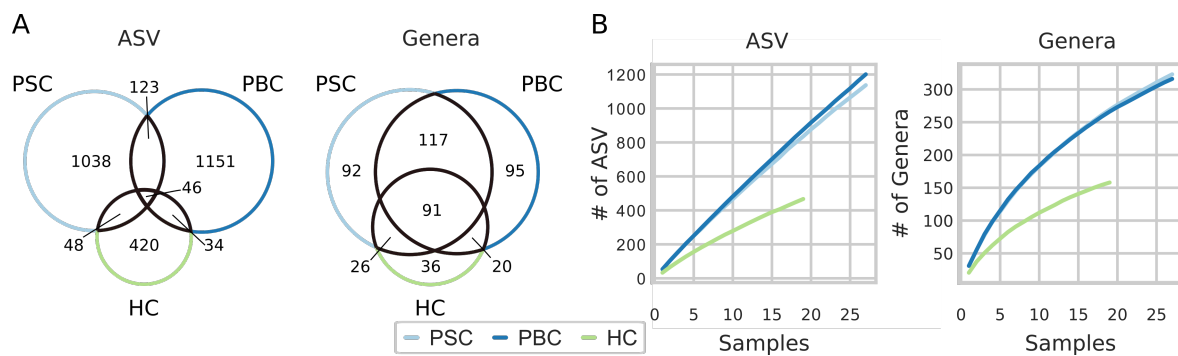 A
ASV
Genera
PSC
PBC
123
1038
1151
46
48
420
34
HC
PSC
PBC
117
92
95
91
26
36
20
HC
B
ASV
# of ASV
1200
1000
800
600
400
200
0
0 5 10 15 20 25
Samples
Genera
# of Genera
300
250
200
150
100
50
0 5 10 15 20 25
Samples
PSC PBC HC